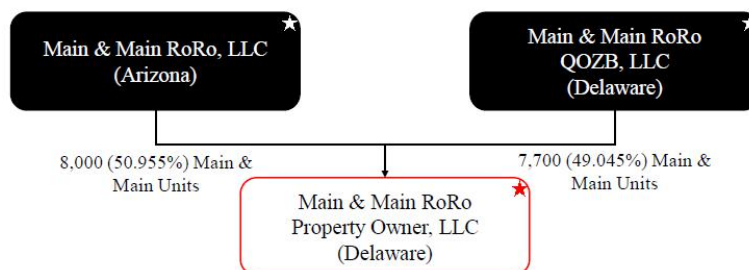 Main & Main RoRo, LLC
(Arizona)
Main & Main RoRo
QOZB, LLC
(Delaware)
8,000 (50.955%) Main &
Main Units
7,700 (49.045%) Main &
Main Units
Main & Main RoRo
Property Owner, LLC
(Delaware)